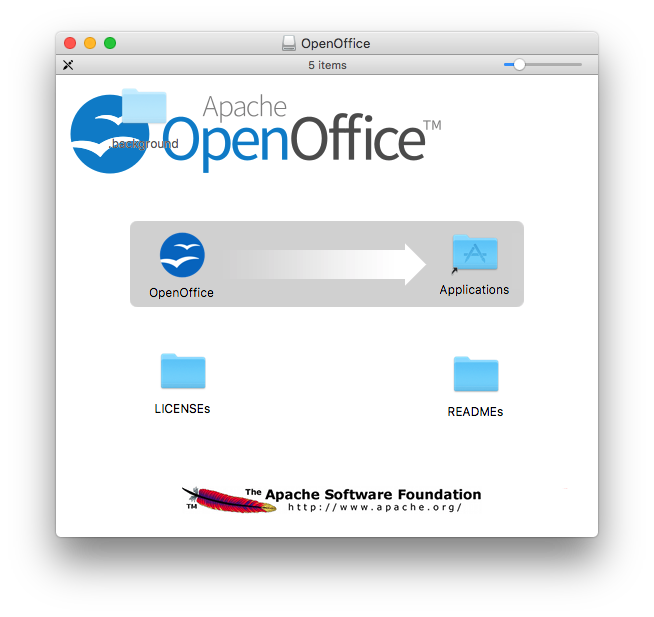 OpenOffice
5 items
Apache
OpenOffice™
.background
OpenOffice
Applications
LICENSEs
READMEs
The Apache Software Foundation
TM
http://www.apache.org/